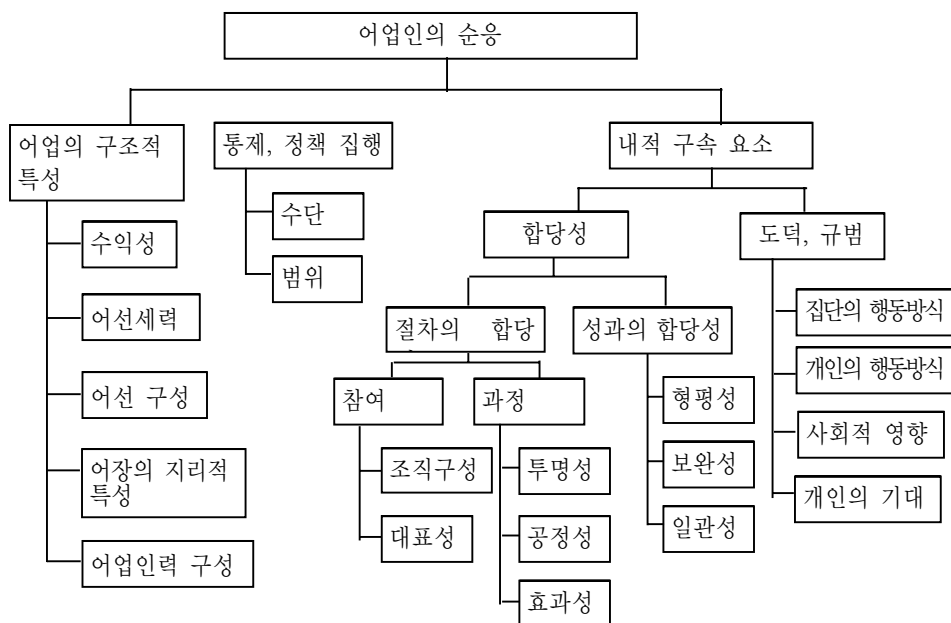 어업인의 순응
어업의 구조적
특성
통제, 정책 집행
내적 구속 요소
수익성
어선세력
어선 구성
어장의 지리적
특성
어업인력 구성
수단
범위
합당성
도덕, 규범
절차의 합당
성과의 합당성
참여
과정
조직구성
대표성
투명성
공정성
효과성
형평성
보완성
일관성
집단의 행동방식
개인의 행동방식
사회적 영향
개인의 기대